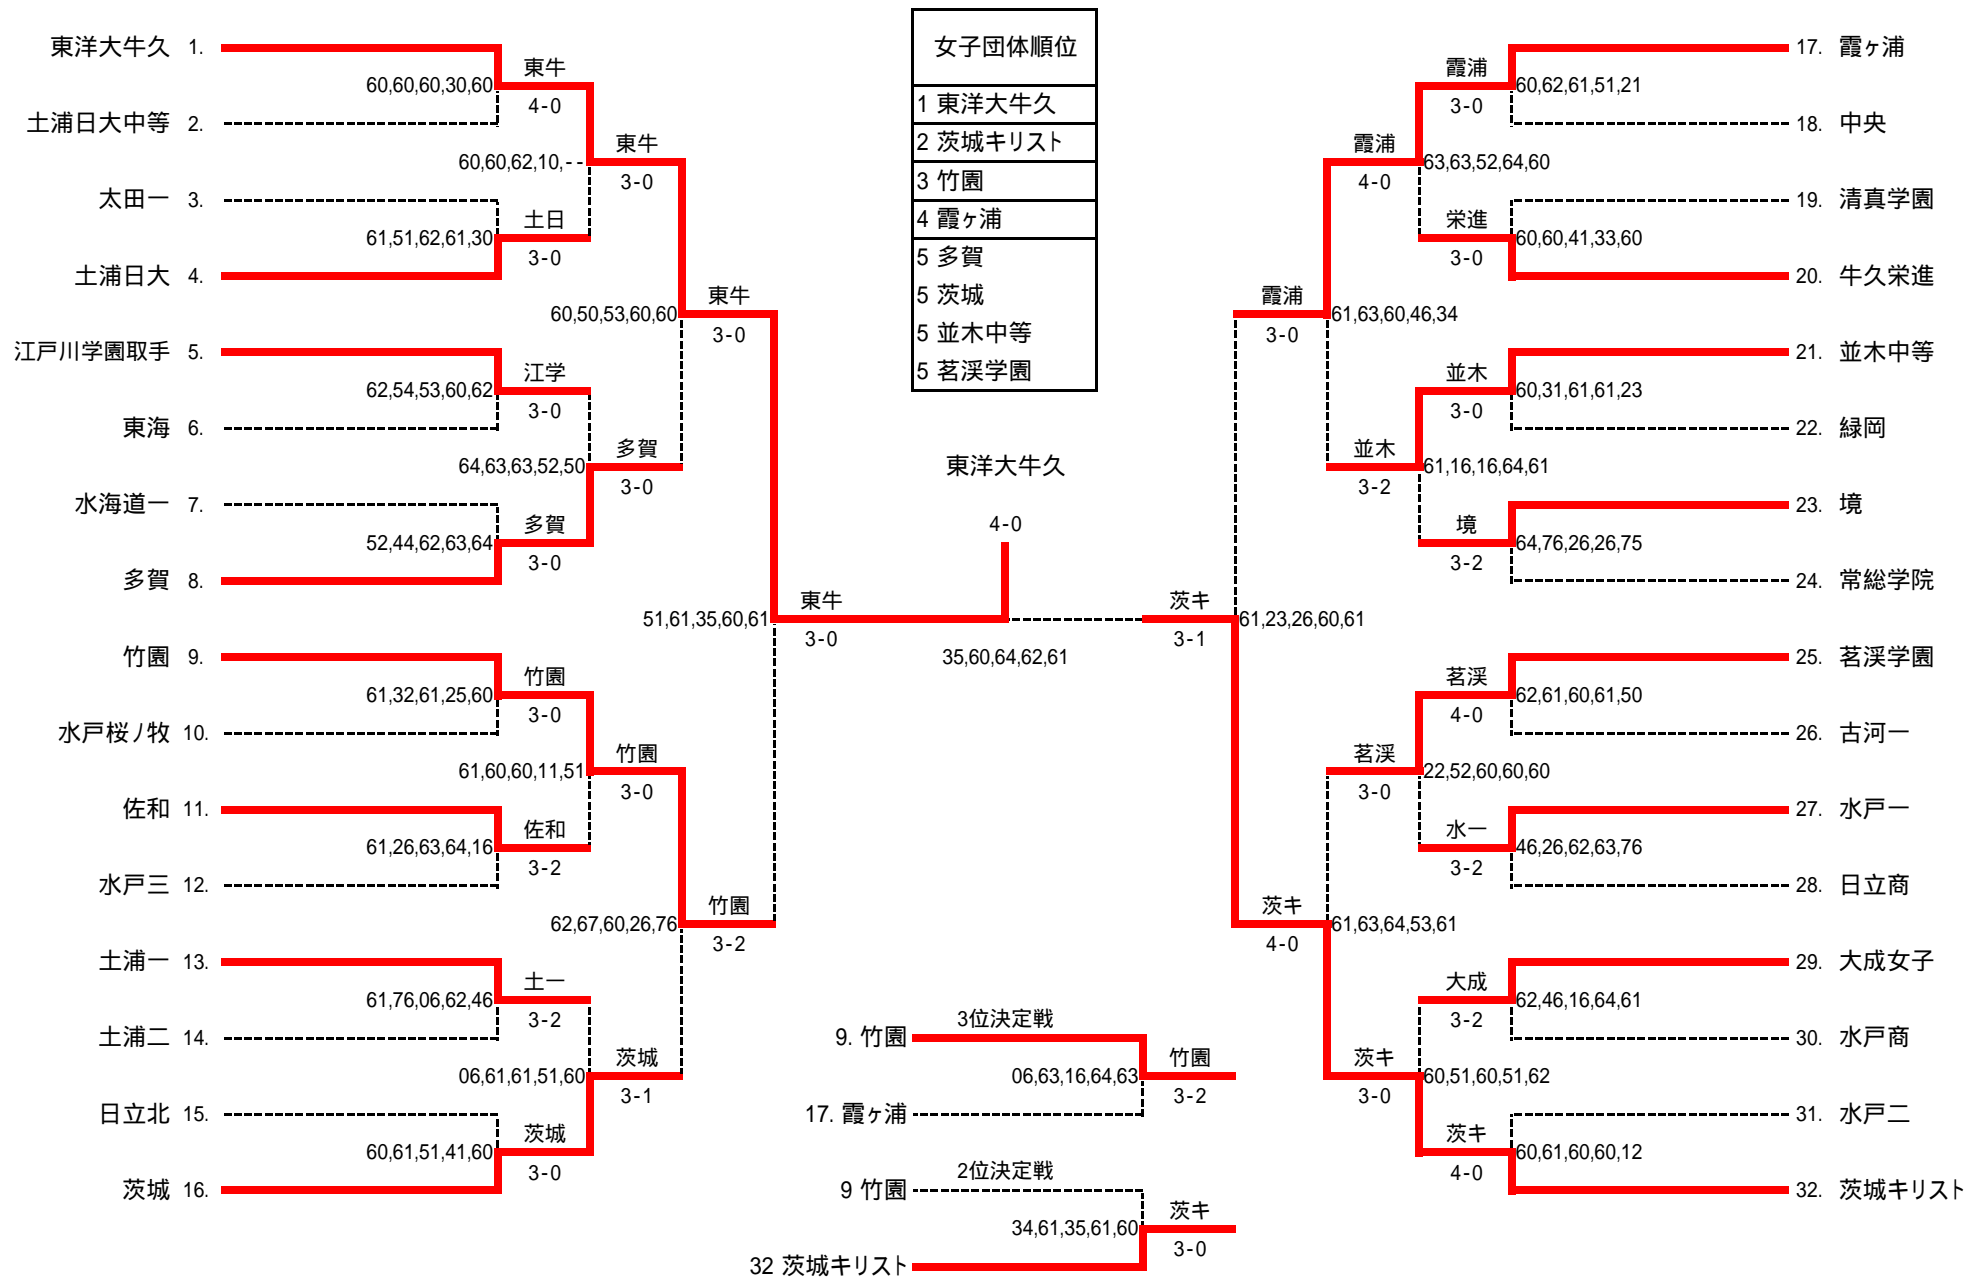 女子団体順位
1 東洋大牛久
2 茨城キリスト
3 竹園
4 霞ヶ浦
5 多賀
5 茨城
5 並木中等
5 茗渓学園
東洋大牛久 1.
土浦日大中等 2.
太田一 3.
土浦日大 4.
江戸川学園取手 5.
東海 6.
水海道一 7.
多賀 8.
竹園 9.
水戸桜ノ牧 10.
佐和 11.
水戸三 12.
土浦一 13.
土浦二 14.
日立北 15.
茨城 16.
東牛
60,60,60,30,60
4-0
土日
61,51,62,61,30
3-0
江学
62,54,53,60,62
3-0
多賀
52,44,62,63,64
3-0
竹園
61,32,61,25,60
3-0
佐和
61,26,63,64,16
3-2
土一
61,76,06,62,46
3-2
茨城
60,61,51,41,60
3-0
東牛
60,60,62,10,--
3-0
多賀
64,63,63,52,50
3-0
竹園
61,60,60,11,51
3-0
茨城
06,61,61,51,60
3-1
東牛
60,50,53,60,60
3-0
竹園
62,67,60,26,76
3-2
東牛
51,61,35,60,61
3-0
東洋大牛久
4-0
35,60,64,62,61
茨キ
61,23,26,60,61
3-1
霞浦
61,63,60,46,34
3-0
茨キ
61,63,64,53,61
4-0
霞浦
63,63,52,64,60
4-0
並木
61,16,16,64,61
3-2
茗渓
22,52,60,60,60
3-0
茨キ
60,51,60,51,62
3-0
霞浦
60,62,61,51,21
3-0
栄進
60,60,41,33,60
3-0
並木
60,31,61,61,23
3-0
境
64,76,26,26,75
3-2
茗渓
62,61,60,61,50
4-0
水一
46,26,62,63,76
3-2
大成
62,46,16,64,61
3-2
茨キ
60,61,60,60,12
4-0
17. 霞ヶ浦
18. 中央
19. 清真学園
20. 牛久栄進
21. 並木中等
22. 緑岡
23. 境
24. 常総学院
25. 茗渓学園
26. 古河一
27. 水戸一
28. 日立商
29. 大成女子
30. 水戸商
31. 水戸二
32. 茨城キリスト
3位決定戦
9. 竹園
17. 霞ヶ浦
06,63,16,64,63
竹園
3-2
2位決定戦
9 竹園
32 茨城キリスト
34,61,35,61,60
茨キ
3-0